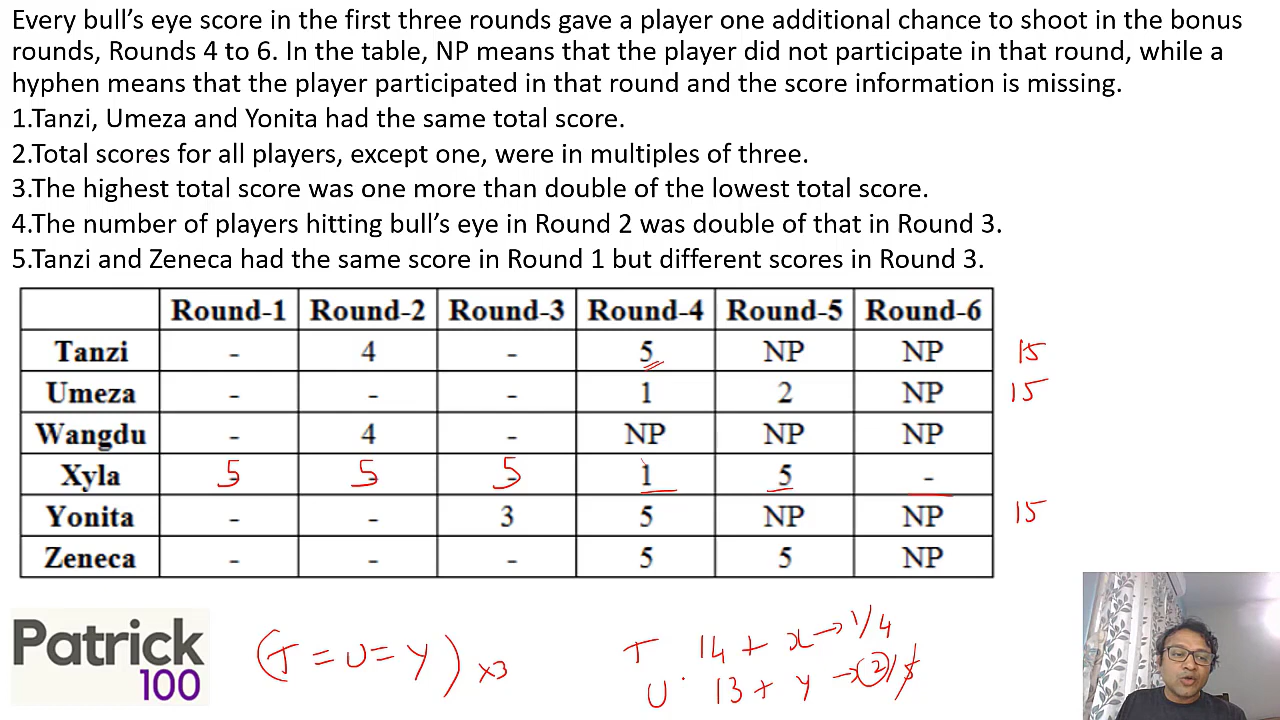 Every bull's eye score in the first three rounds gave a player one additional chance to shoot in the bonus
rounds, Rounds 4 to 6. In the table, NP means that the player did not participate in that round, while a
hyphen means that the player participated in that round and the score information is missing.
1.Tanzi, Umeza and Yonita had the same total score.
2.Total scores for all players, except one, were in multiples of three.
3.The highest total score was one more than double of the lowest total score.
4.The number of players hitting bull's eye in Round 2 was double of that in Round 3.
5.Tanzi and Zeneca had the same score in Round 1 but different scores in Round 3.
Round-1 Round-2 Round-3 Round-4 Round-5 Round-6
Tanzi - 4 - 5 NP NP 15
Umeza - - - 1 2 NP 15
Wangdu - 4 - NP NP NP
Xyla 5 5 5 1 5 -
Yonita - - 3 5 NP NP 15
Zeneca - - - 5 5 NP
Patrick
100
(T = U = Y) ×3
T 14 + x → 1/4
U 13 + y → 2/5